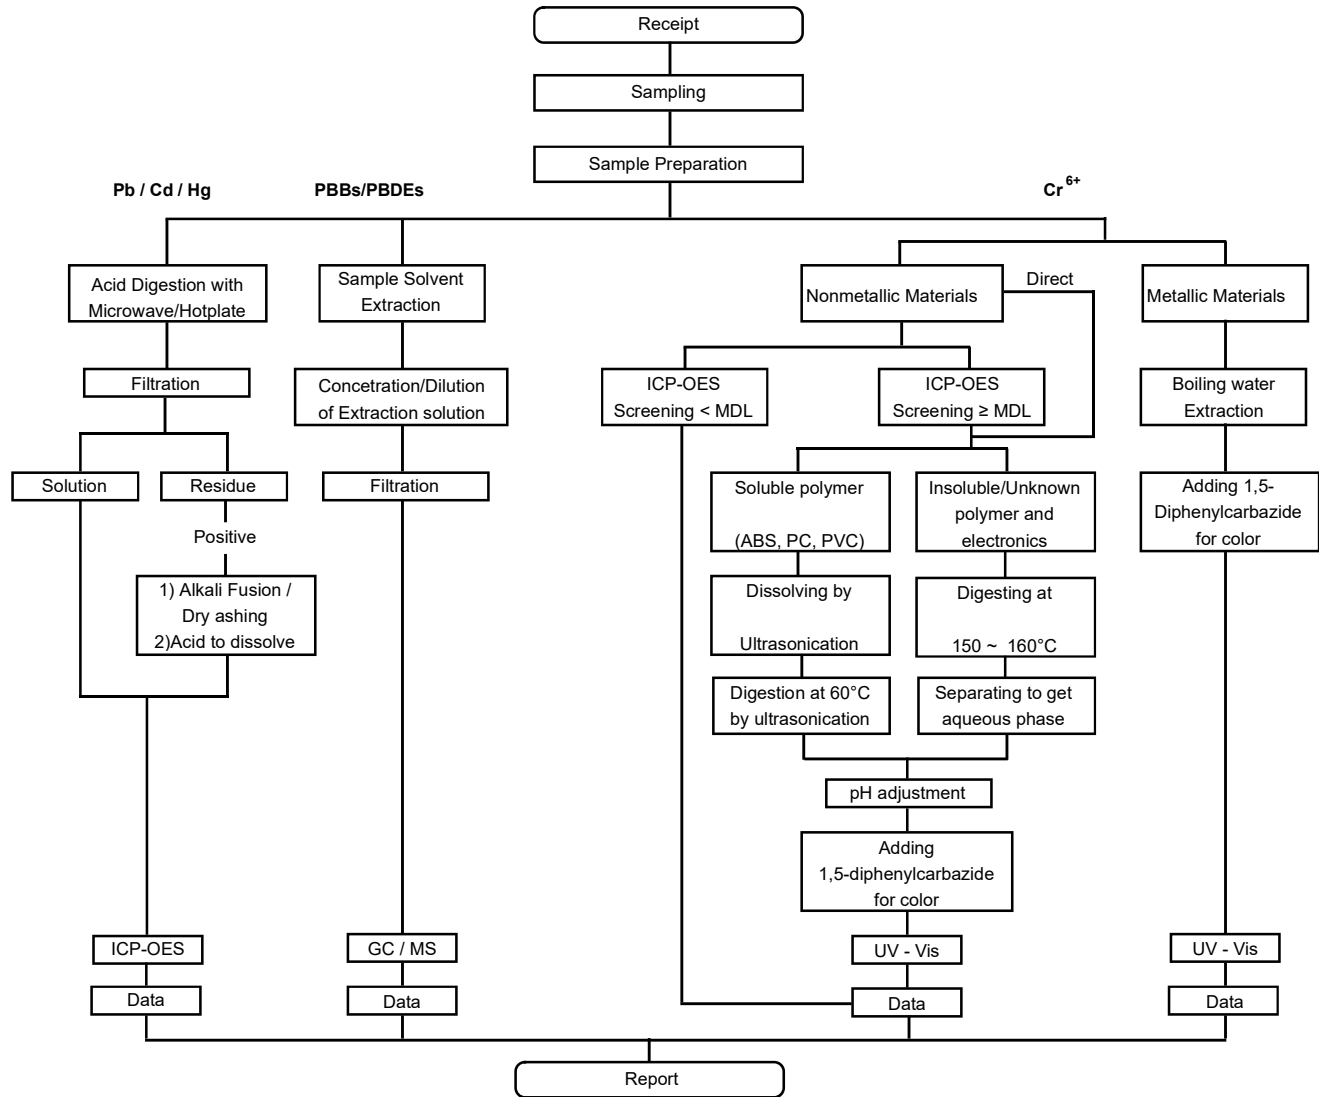 Receipt
Sampling
Sample Preparation
Pb / Cd / Hg
PBBs/PBDEs
Cr 6+
Acid Digestion with
Microwave/Hotplate
Filtration
Solution
Residue
Positive
1) Alkali Fusion /
Dry ashing
2)Acid to dissolve
ICP-OES
Data
Sample Solvent
Extraction
Concetration/Dilution
of Extraction solution
Filtration
GC / MS
Data
Nonmetallic Materials
Direct
ICP-OES
Screening < MDL
ICP-OES
Screening ≥ MDL
Soluble polymer
(ABS, PC, PVC)
Dissolving by
Ultrasonication
Digestion at 60°C
by ultrasonication
Insoluble/Unknown
polymer and
electronics
Digesting at
150 ~ 160°C
Separating to get
aqueous phase
pH adjustment
Adding
1,5-diphenylcarbazide
for color
UV - Vis
Data
Metallic Materials
Boiling water
Extraction
Adding 1,5-
Diphenylcarbazide
for color
UV - Vis
Data
Report